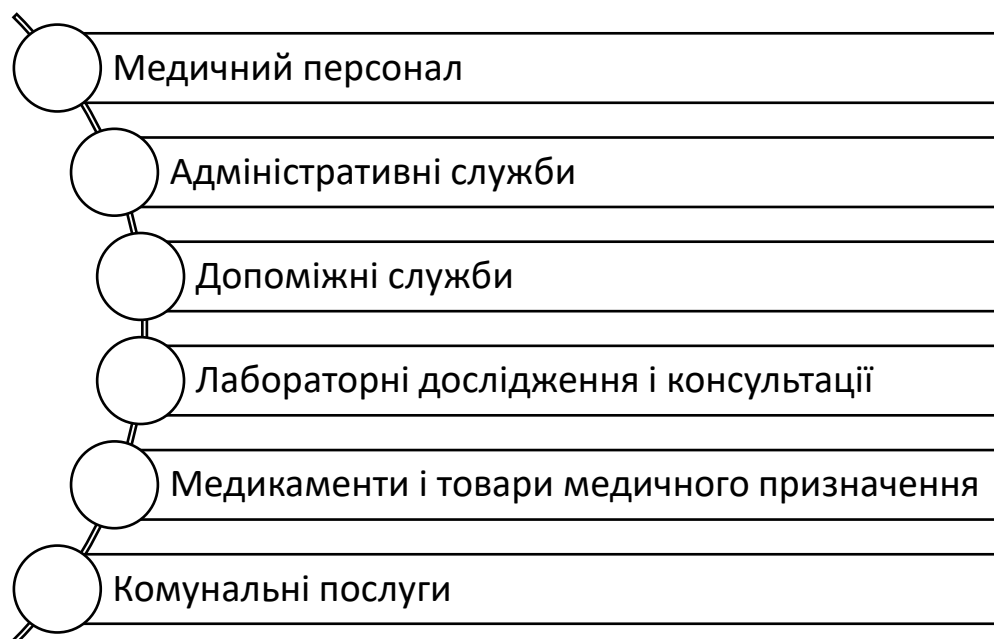 Медичний персонал
Адміністративні служби
Допоміжні служби
Лабораторні дослідження і консультації
Медикаменти і товари медичного призначення
Комунальні послуги